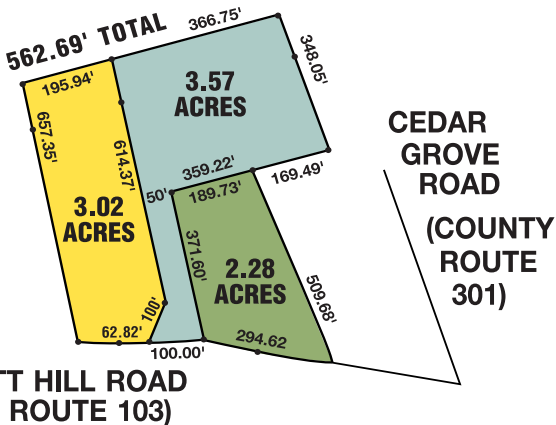 562.69' TOTAL
366.75'
195.94'
348.05'
3.57
ACRES
657.35'
614.37'
CEDAR
GROVE
ROAD
(COUNTY
ROUTE
301)
359.22'
169.49'
50'
189.73'
3.02
ACRES
371.60'
2.28
ACRES
509.68'
100'
62.82'
294.62
100.00'
TT HILL ROAD
ROUTE 103)